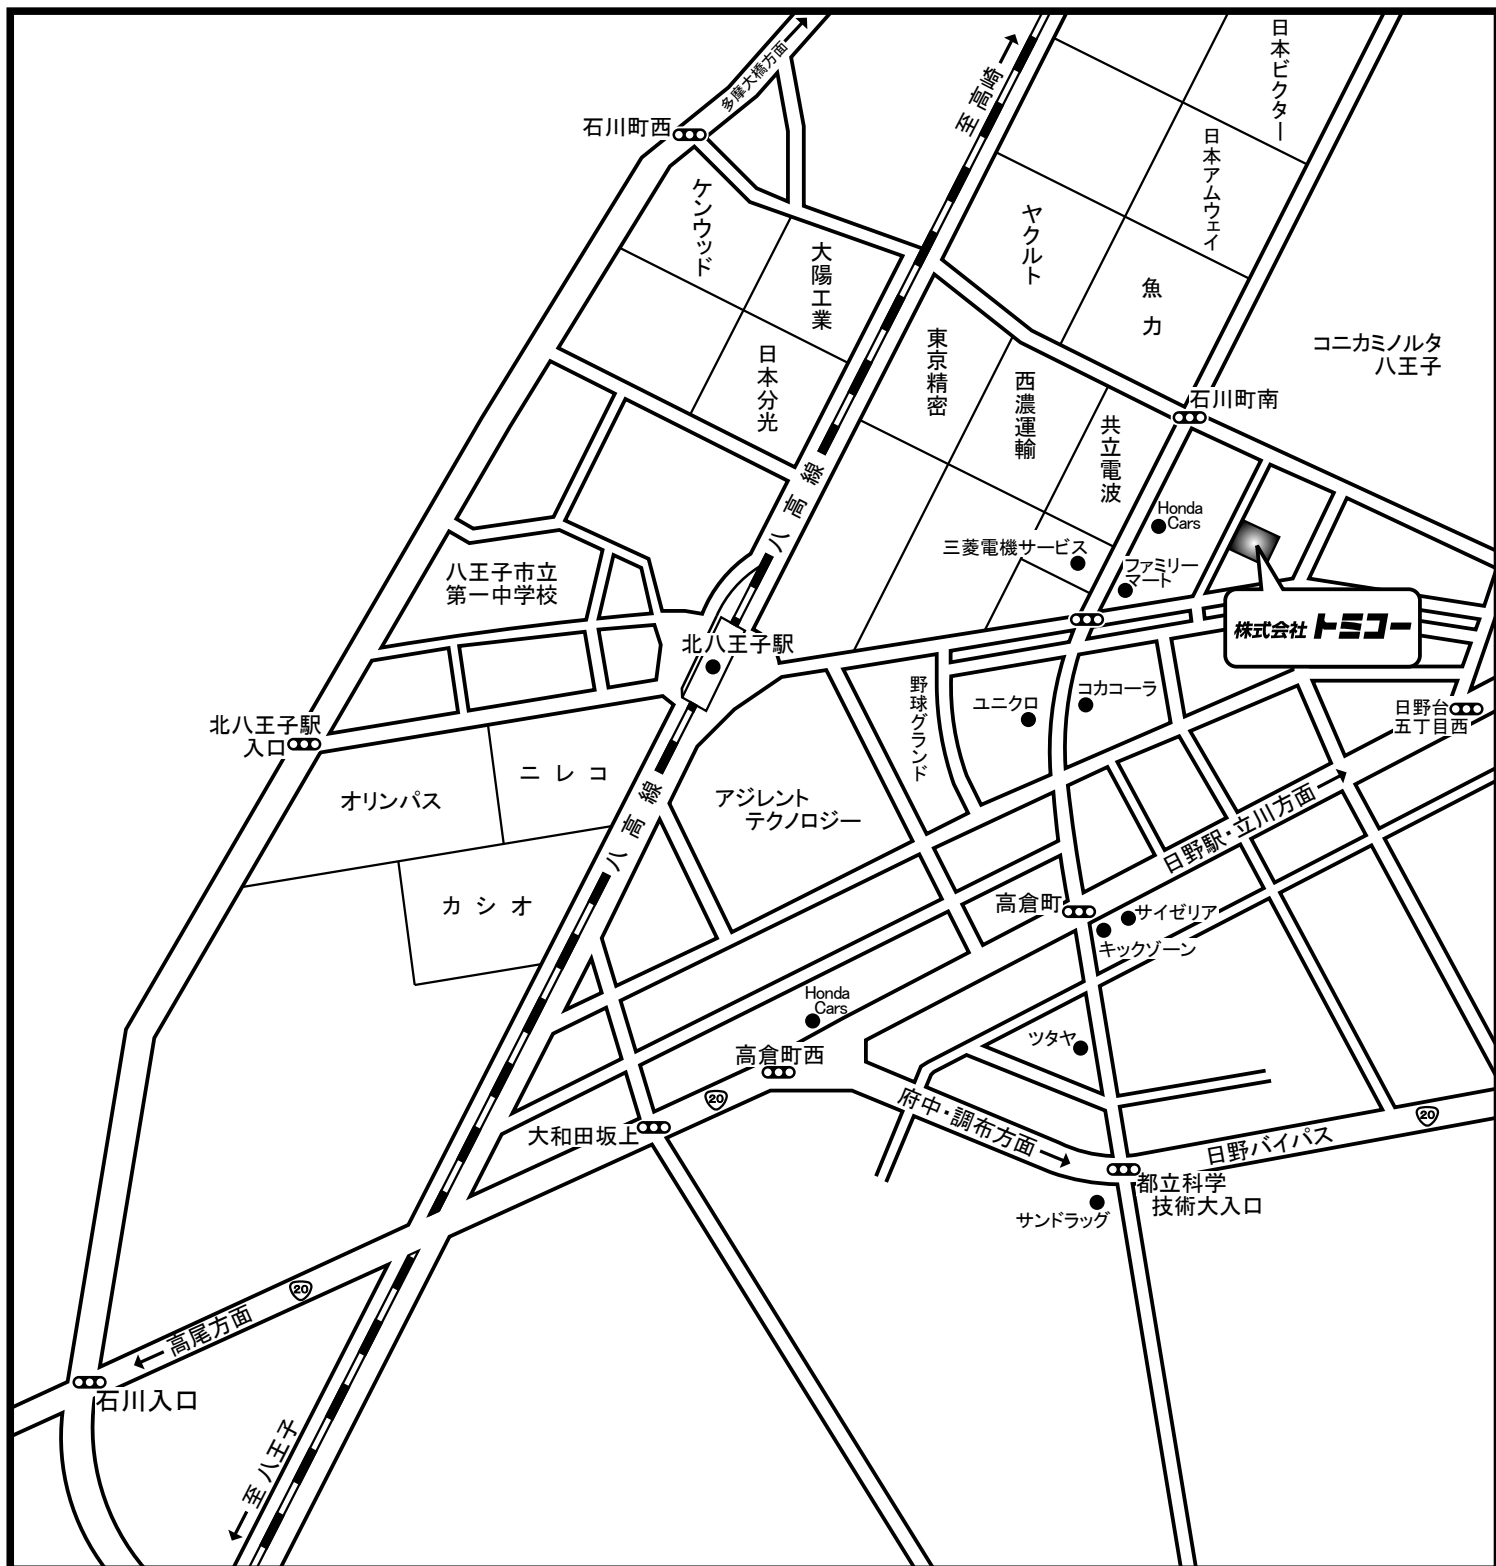 多摩大橋方面
石川町西
至 高崎
日本ビクター
日本アムウェイ
ヤクルト
魚力
ケンウッド
大陽工業
日本分光
東京精密
西濃運輸
共立電波
コニカミノルタ
八王子
石川町南
八高線
Honda
Cars
三菱電機サービス
ファミリー
マート
八王子市立
第一中学校
株式会社 トミコー
北八王子駅
野球グランド
ユニクロ
コカコーラ
日野台
五丁目西
北八王子駅
入口
ニレコ
オリンパス
八高線
アジレント
テクノロジー
日野駅・立川方面
カシオ
高倉町
サイゼリア
キックゾーン
Honda
Cars
ツタヤ
高倉町西
20
府中・調布方面
大和田坂上
20
日野バイパス
都立科学
技術大入口
サンドラッグ
20
高尾方面
石川入口
至 八王子